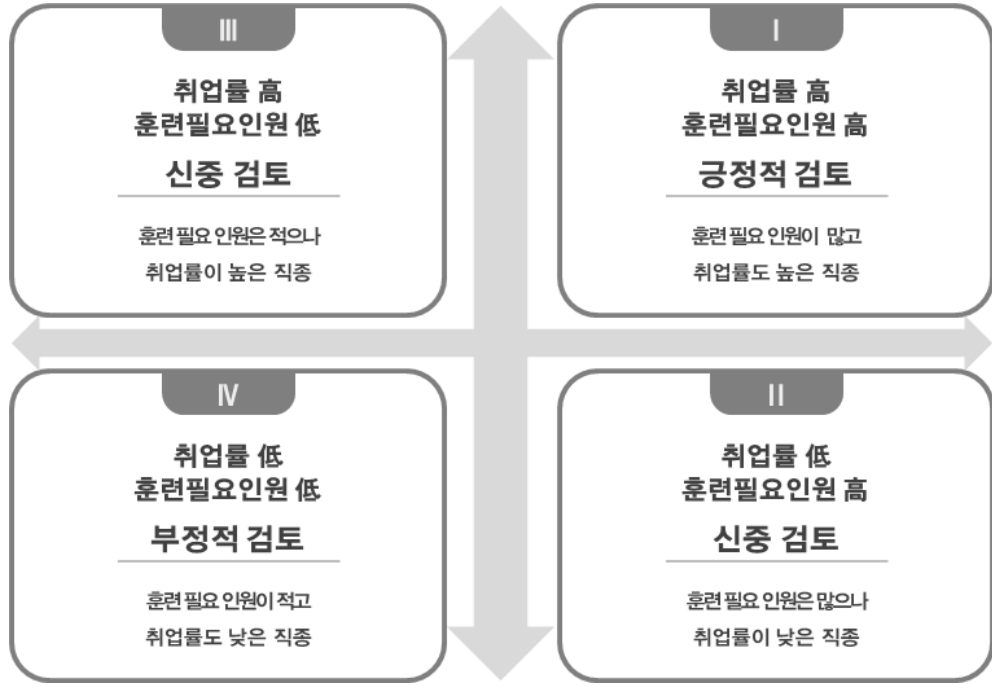 III
취업률 高
훈련필요인원 低
신중 검토
훈련 필요 인원은 적으나
취업률이 높은 직종
I
취업률 高
훈련필요인원 高
긍정적 검토
훈련 필요 인원이 많고
취업률도 높은 직종
IV
취업률 低
훈련필요인원 低
부정적 검토
훈련 필요 인원이 적고
취업률도 낮은 직종
II
취업률 低
훈련필요인원 高
신중 검토
훈련 필요 인원은 많으나
취업률이 낮은 직종